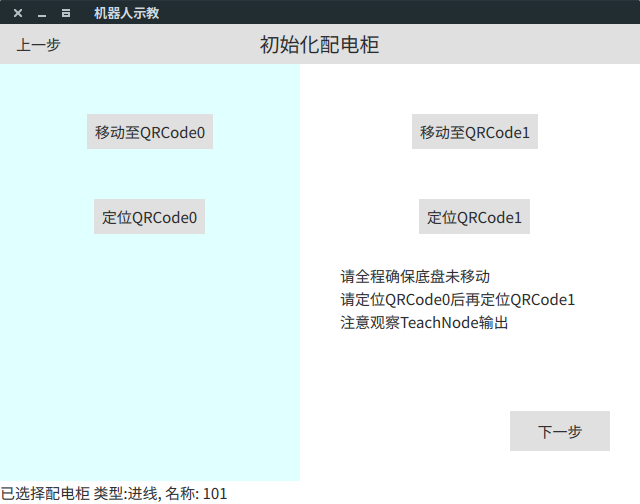 机器人示教
上一步
初始化配电柜
移动至QRCode0
移动至QRCode1
定位QRCode0
定位QRCode1
请全程确保底盘未移动
请定位QRCode0后再定位QRCode1
注意观察TeachNode输出
下一步
已选择配电柜 类型:进线, 名称: 101